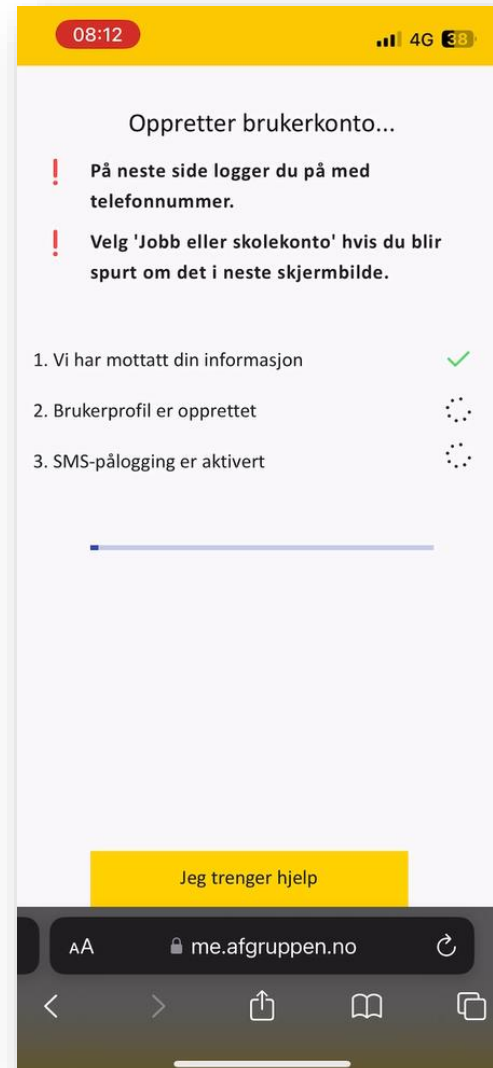 08:12
4G 38
Oppretter brukerkonto...
❗ På neste side logger du på med
telefonnummer.
❗ Velg 'Jobb eller skolekonto' hvis du blir
spurt om det i neste skjermbilde.
1. Vi har mottatt din informasjon
2. Brukerprofil er opprettet
3. SMS-pålogging er aktivert
Jeg trenger hjelp
AA me.afgruppen.no